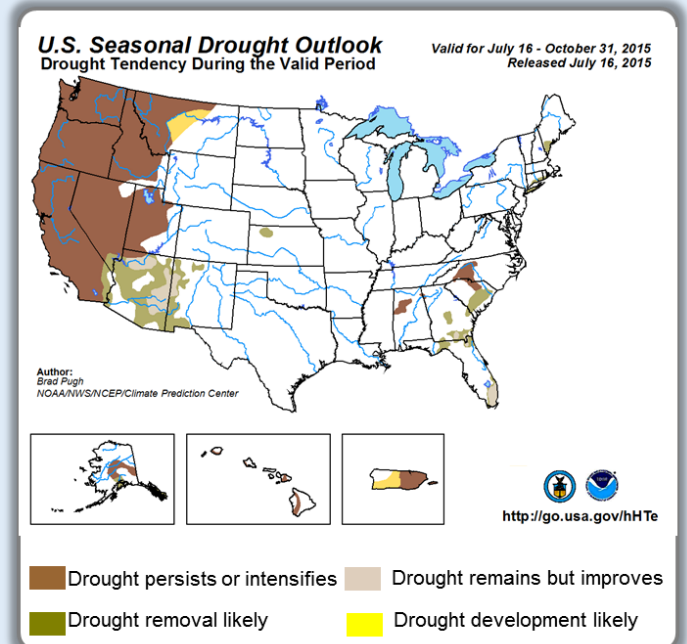 U.S. Seasonal Drought Outlook
Drought Tendency During the Valid Period
Valid for July 16 - October 31, 2015
Released July 16, 2015
Author:
Brad Pugh
NOAA/NWS/NCEP/Climate Prediction Center
http://go.usa.gov/hHTe
Drought persists or intensifies
Drought remains but improves
Drought removal likely
Drought development likely